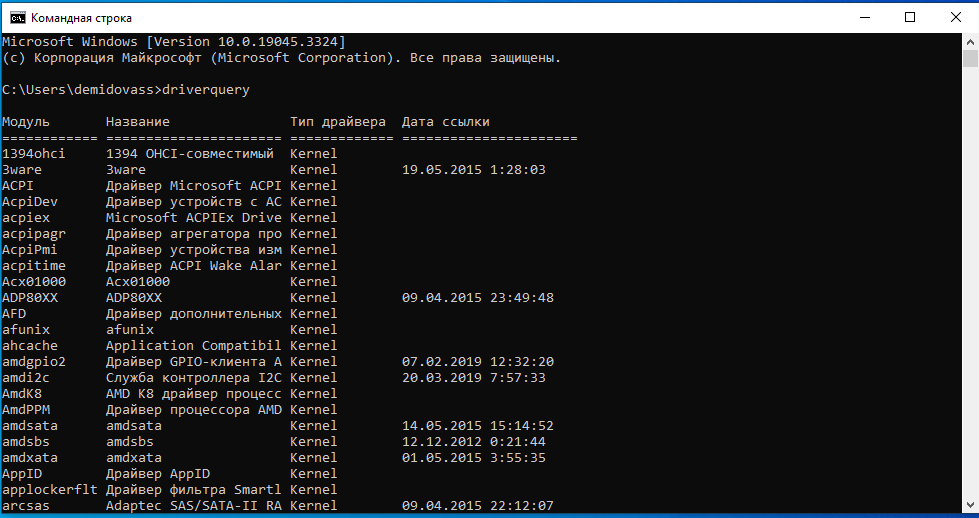 Командная строка
Microsoft Windows [Version 10.0.19045.3324]
(c) Корпорация Майкрософт (Microsoft Corporation). Все права защищены.
C:\Users\demidovass>driverquery
Модуль Название Тип драйвера Дата ссылки
============ ====================== ============= ======================
1394ohci 1394 OHCI-совместимый Kernel
3ware 3ware Kernel 19.05.2015 1:28:03
ACPI Драйвер Microsoft ACPI Kernel
AcpiDev Драйвер устройств с AC Kernel
acpiex Microsoft ACPIEx Drive Kernel
acpipagr Драйвер агрегатора про Kernel
AcpiPmi Драйвер устройства изм Kernel
acpitime Драйвер ACPI Wake Alar Kernel
Acx01000 Acx01000 Kernel
ADP80XX ADP80XX Kernel 09.04.2015 23:49:48
AFD Драйвер дополнительных Kernel
afunix afunix Kernel
ahcache Application Compatibil Kernel
amdgpio2 Драйвер GPIO-клиента A Kernel 07.02.2019 12:32:20
amdi2c Служба контроллера I2C Kernel 20.03.2019 7:57:33
AmdK8 AMD K8 драйвер процесс Kernel
AmdPPM Драйвер процессора AMD Kernel
amdsata amdsata Kernel 14.05.2015 15:14:52
amdsbs amdsbs Kernel 12.12.2012 0:21:44
amdxata amdxata Kernel 01.05.2015 3:55:35
AppID Драйвер AppID Kernel
applockerflt Драйвер фильтра Smartl Kernel
arcsas Adaptec SAS/SATA-II RA Kernel 09.04.2015 22:12:07